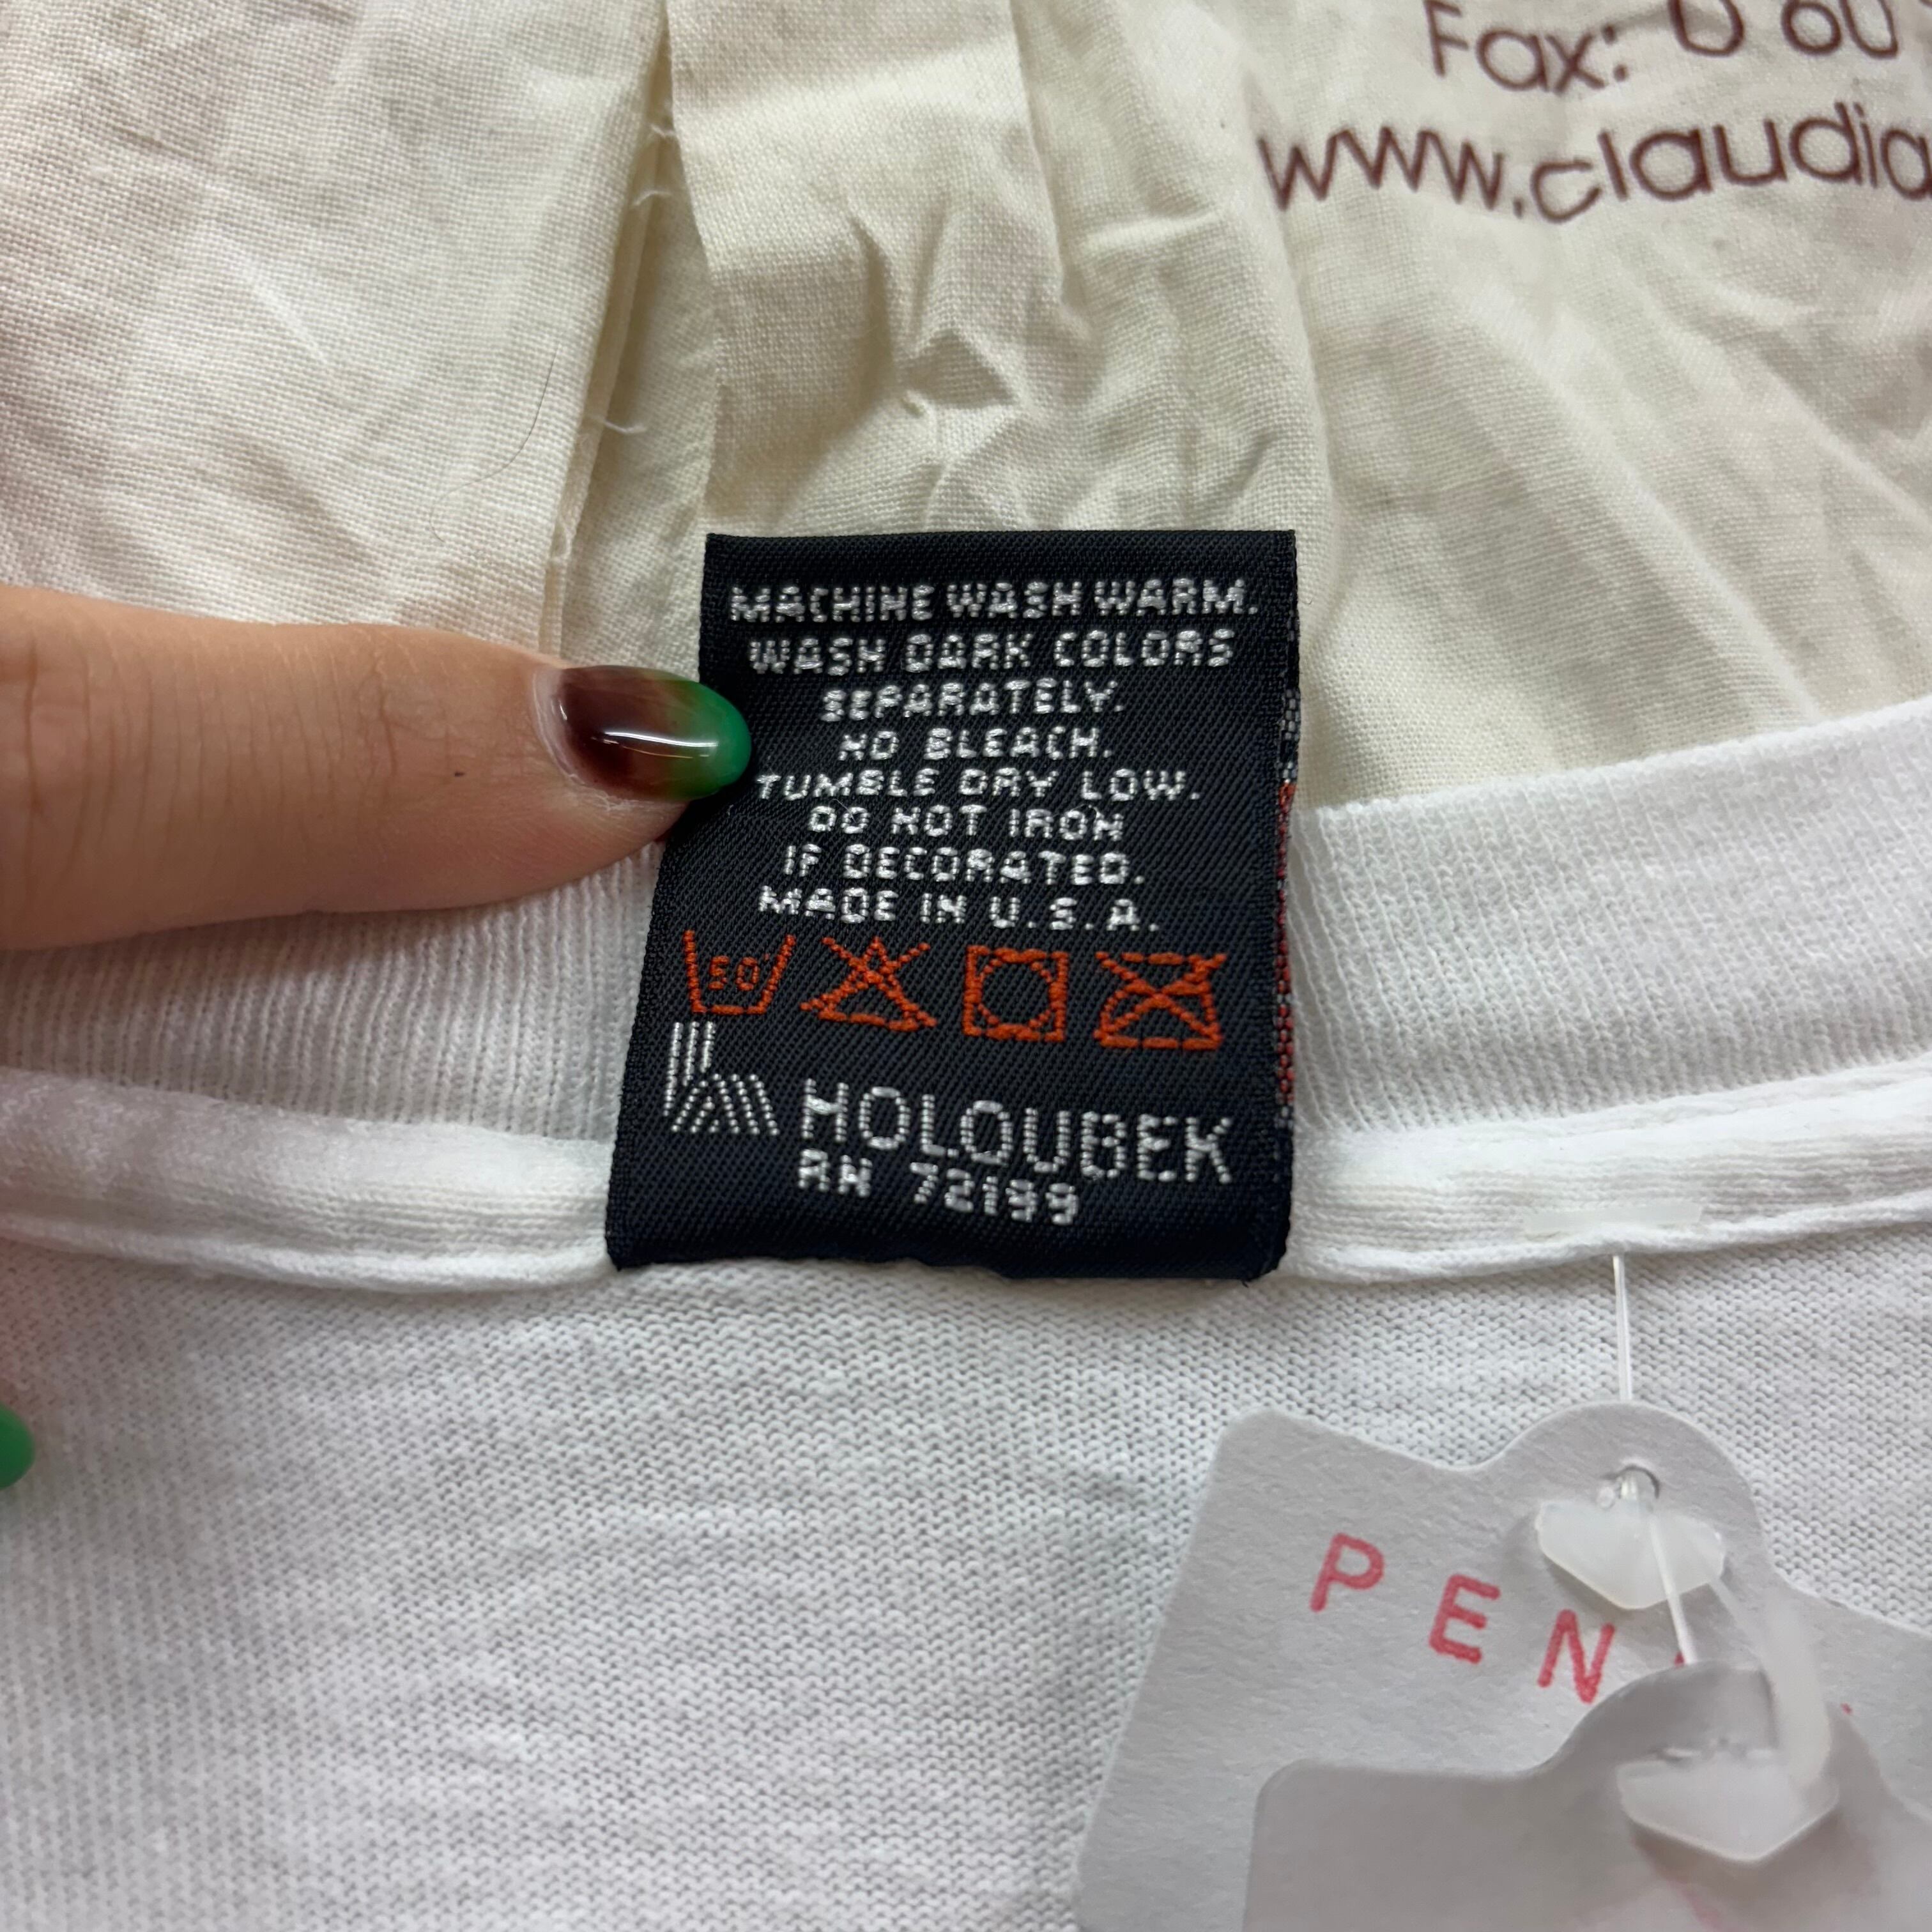 Fax: 0 60
www.claudia
MACHINE WASH WARM.
WASH DARK COLORS
SEPARATELY.
NO BLEACH.
TUMBLE DRY LOW.
DO NOT IRON
IF DECORATED.
MADE IN U.S.A.
50°
HOLOUBEK
RN 72199
PEN